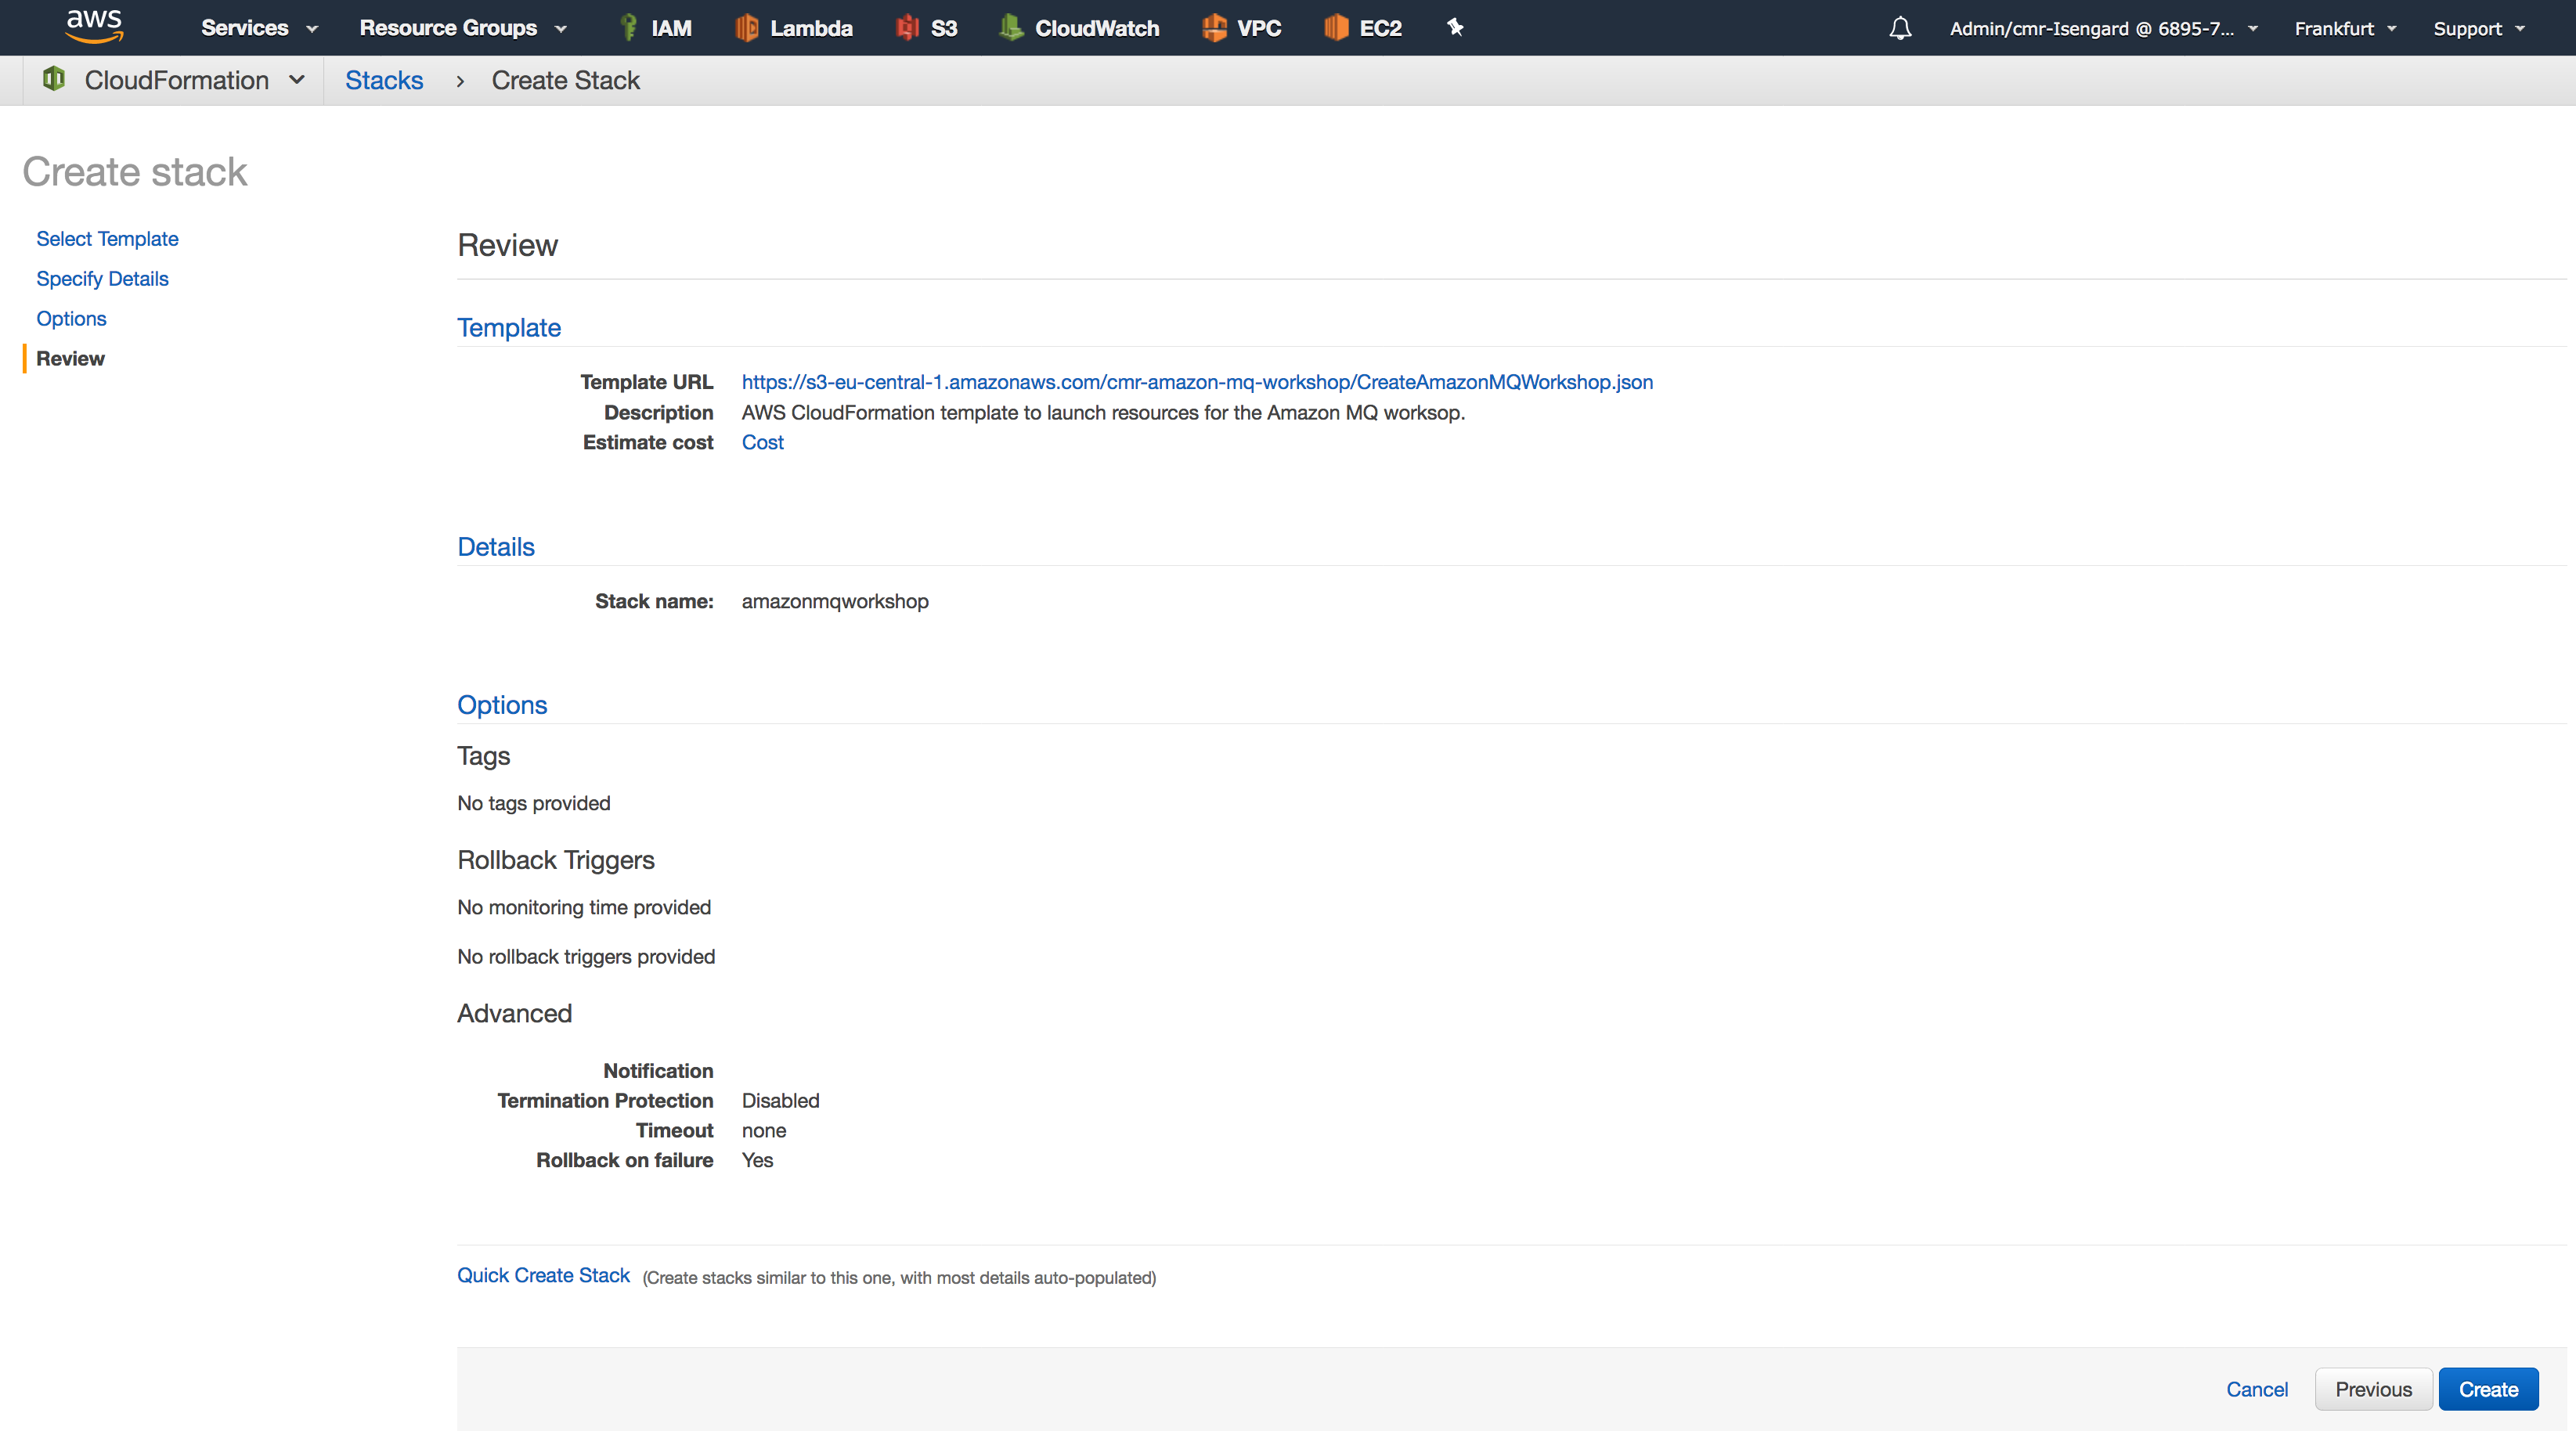 aws Services Resource Groups IAM Lambda S3 CloudWatch VPC EC2 Admin/cmr-Isengard @ 6895-7... Frankfurt Support
CloudFormation Stacks › Create Stack
Create stack
Select Template
Specify Details
Options
Review
Review
Template
Template URL https://s3-eu-central-1.amazonaws.com/cmr-amazon-mq-workshop/CreateAmazonMQWorkshop.json
Description AWS CloudFormation template to launch resources for the Amazon MQ worksop.
Estimate cost Cost
Details
Stack name: amazonmqworkshop
Options
Tags
No tags provided
Rollback Triggers
No monitoring time provided
No rollback triggers provided
Advanced
Notification
Termination Protection Disabled
Timeout none
Rollback on failure Yes
Quick Create Stack (Create stacks similar to this one, with most details auto-populated)
Cancel Previous Create